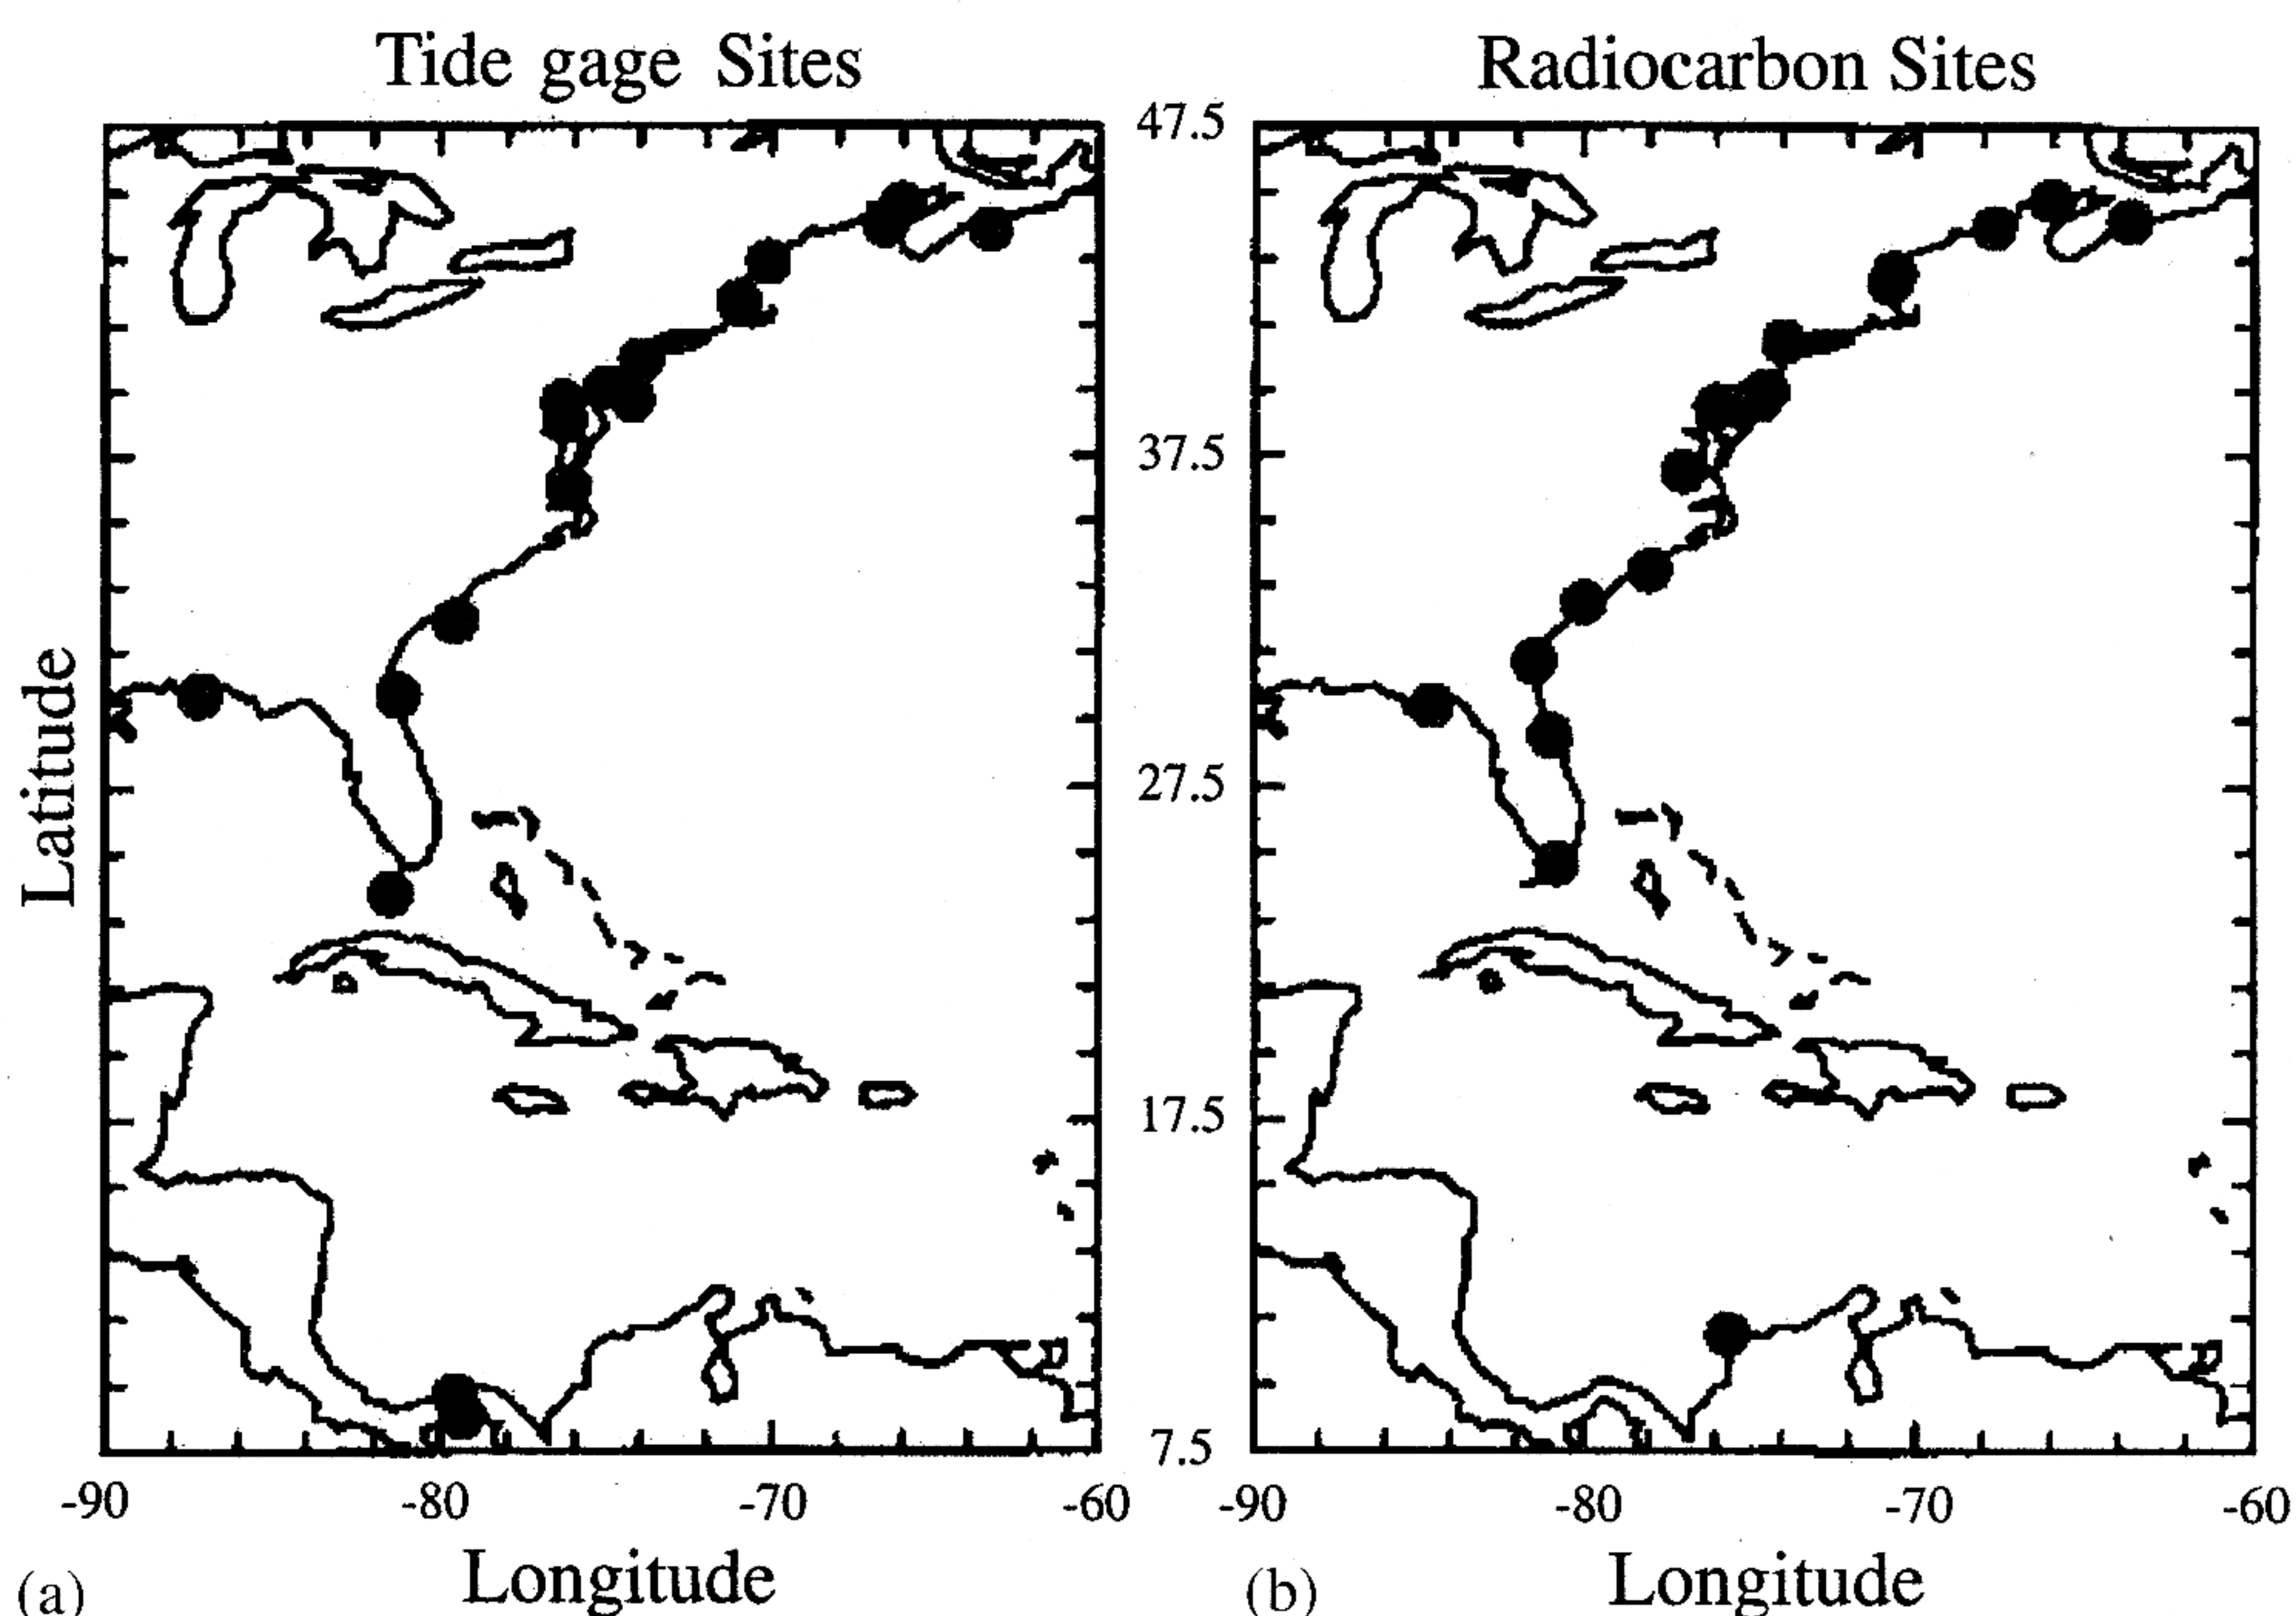 Tide gage Sites
Radiocarbon Sites
47.5
37.5
27.5
17.5
7.5
Latitude
-90 -80 -70 -60
-90 -80 -70 -60
(a) Longitude
(b) Longitude